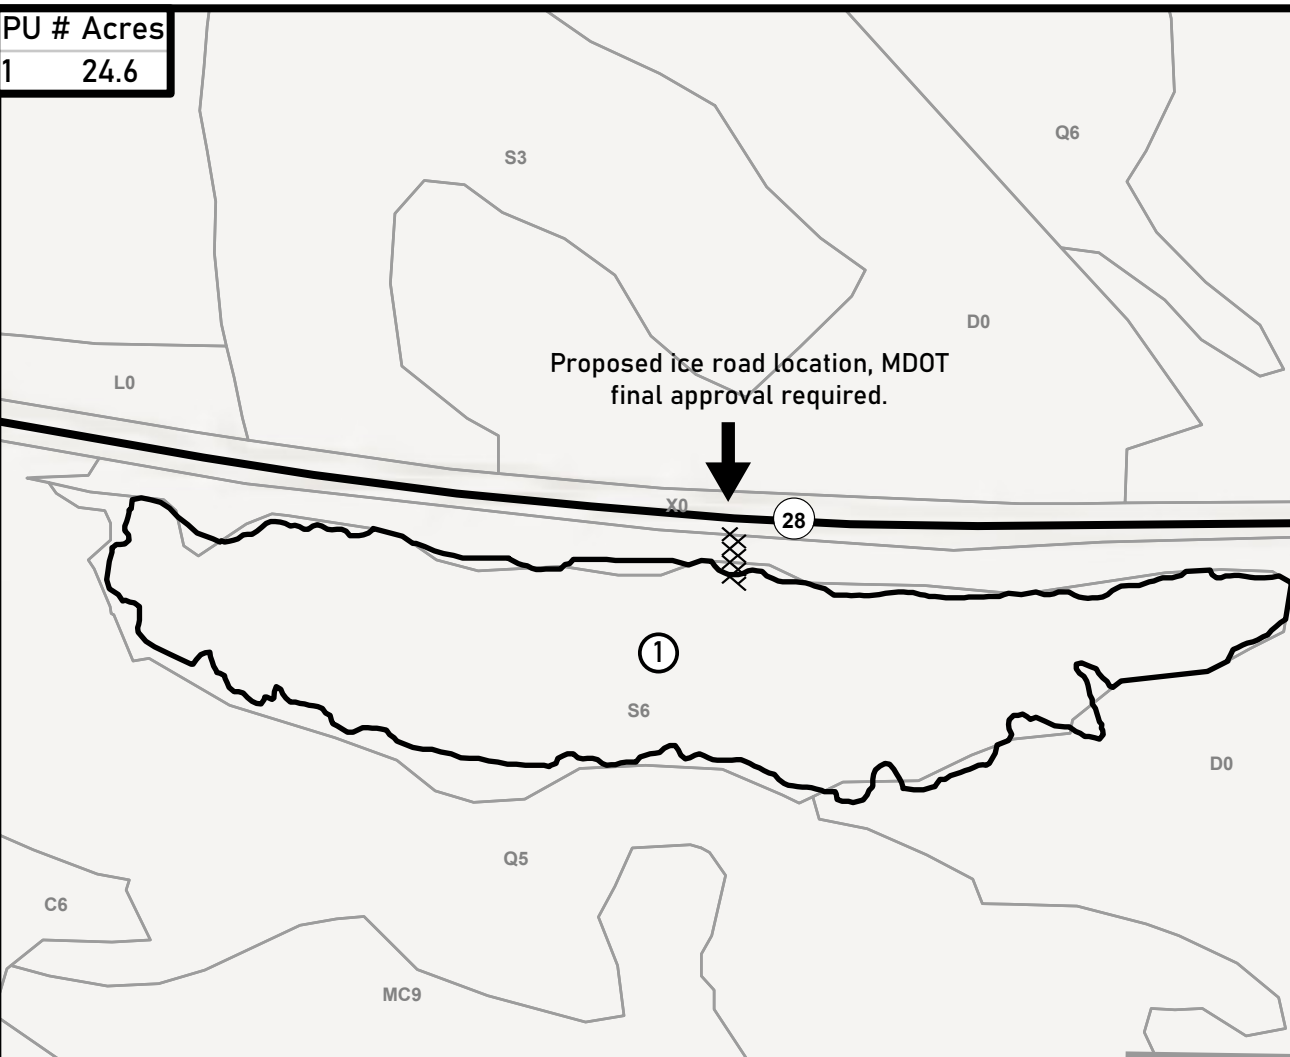 PU # Acres
1 24.6
Q6
S3
D0
Proposed ice road location, MDOT
final approval required.
L0
X0
28
1
S6
D0
Q5
C6
MC9